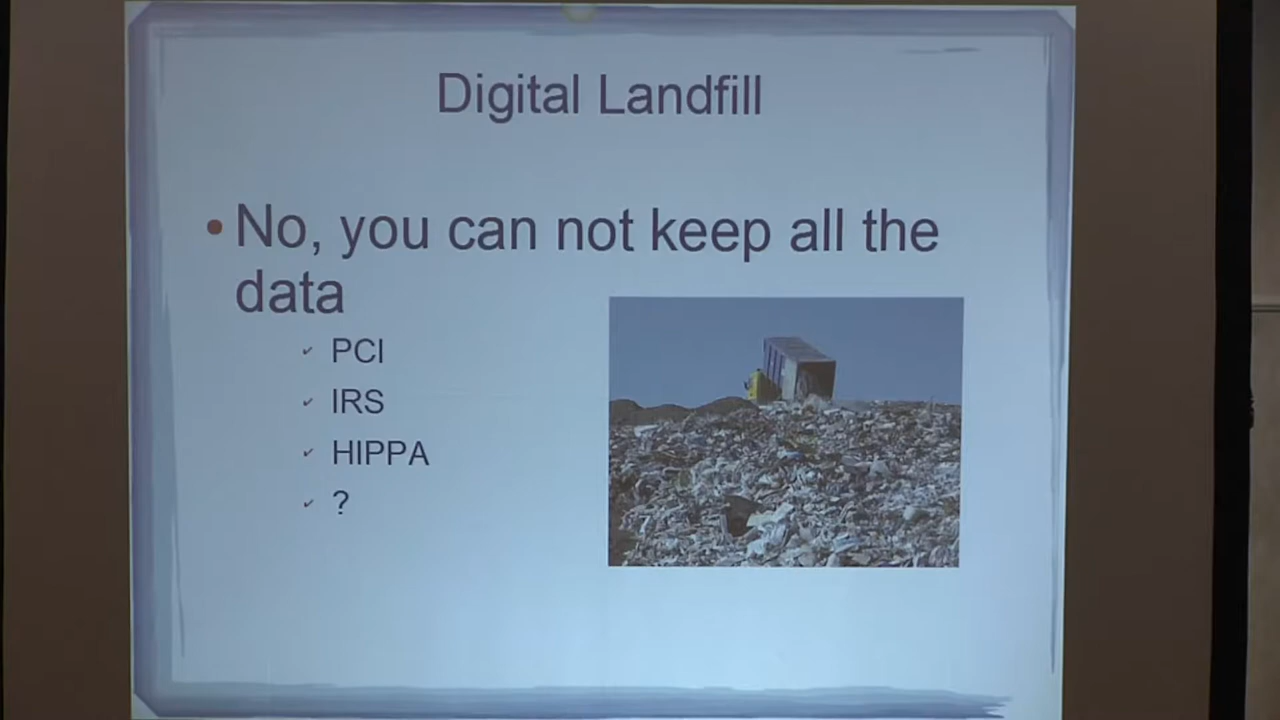 Digital Landfill
No, you can not keep all the
data
PCI
IRS
HIPPA
?